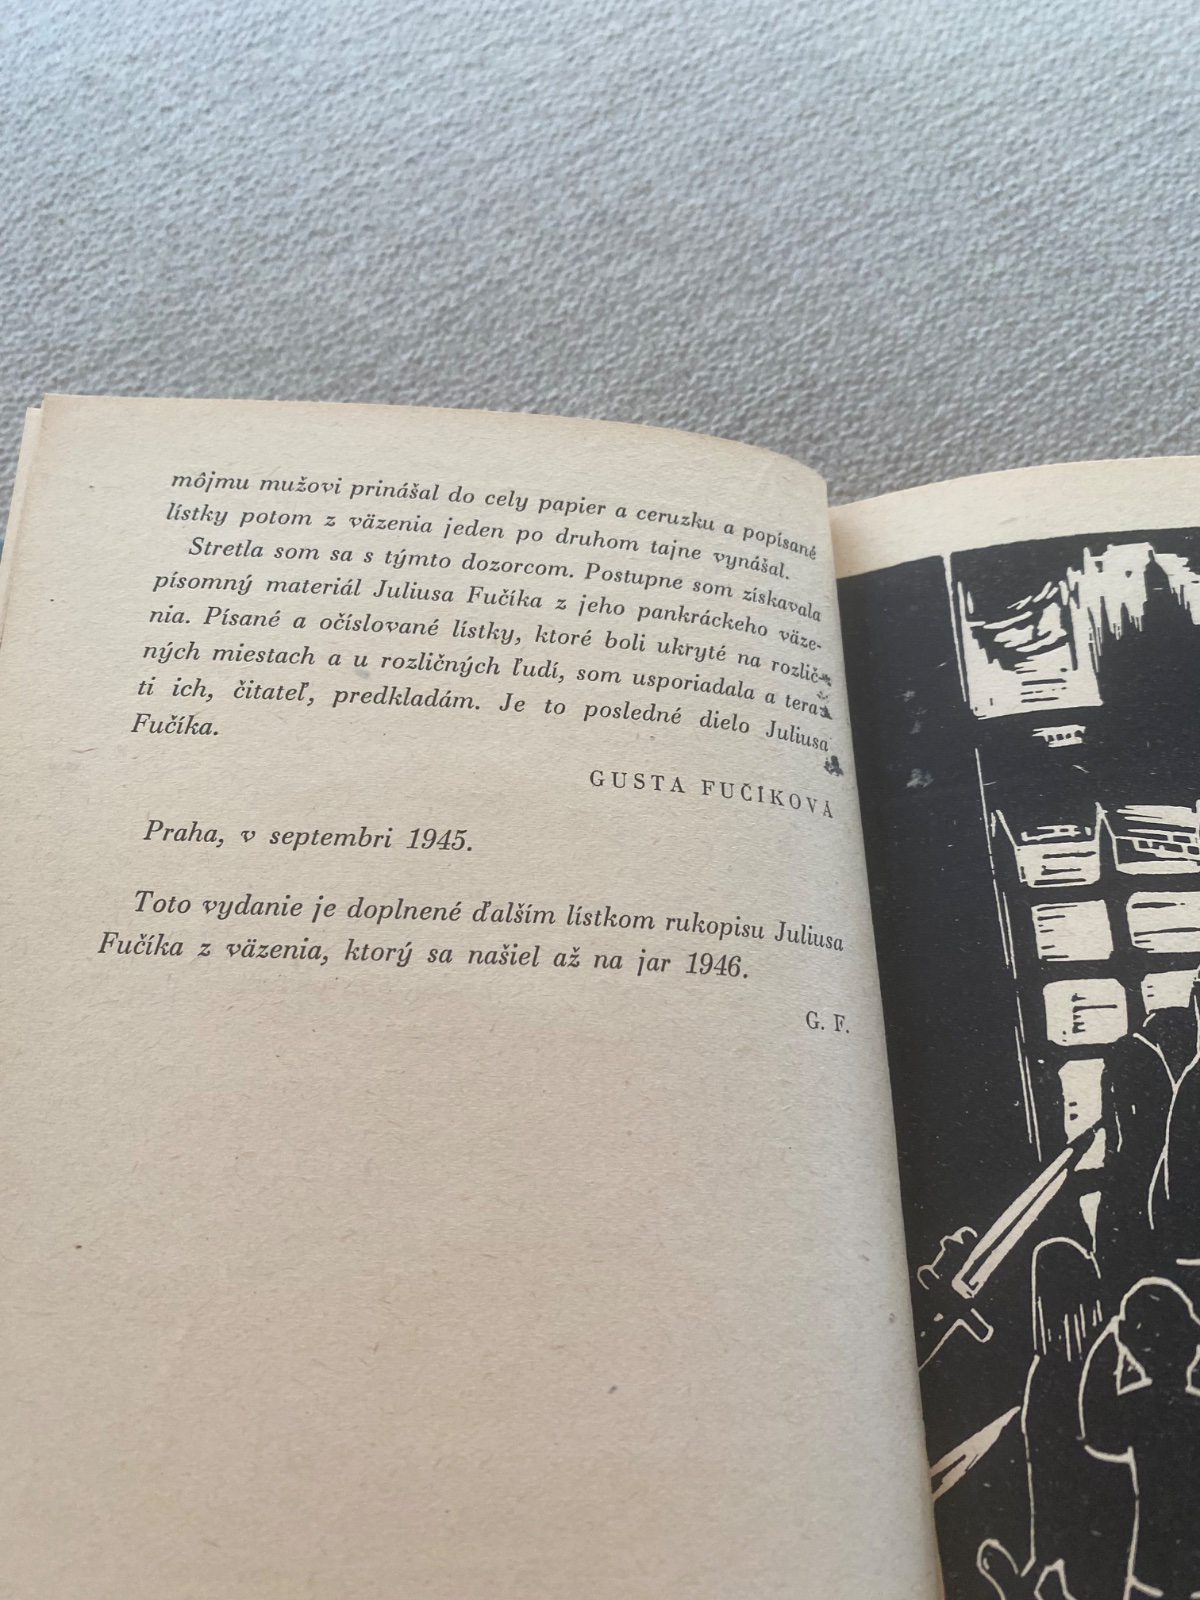 môjmu mužovi prinášal do cely papier a ceruzku a popísané
lístky potom z väzenia jeden po druhom tajne vynášal.
Stretla som sa s týmto dozorcom. Postupne som získavala
písomný materiál Juliusa Fučíka z jeho pankráckeho väze-
nia. Písané a očíslované lístky, ktoré boli ukryté na rozlič-
ných miestach a u rozličných ľudí, som usporiadala a teraz
ti ich, čitateľ, predkladám. Je to posledné dielo Juliusa
Fučíka.
GUSTA FUČÍKOVÁ
Praha, v septembri 1945.
Toto vydanie je doplnené ďalším lístkom rukopisu Juliusa
Fučíka z väzenia, ktorý sa našiel až na jar 1946.
G. F.